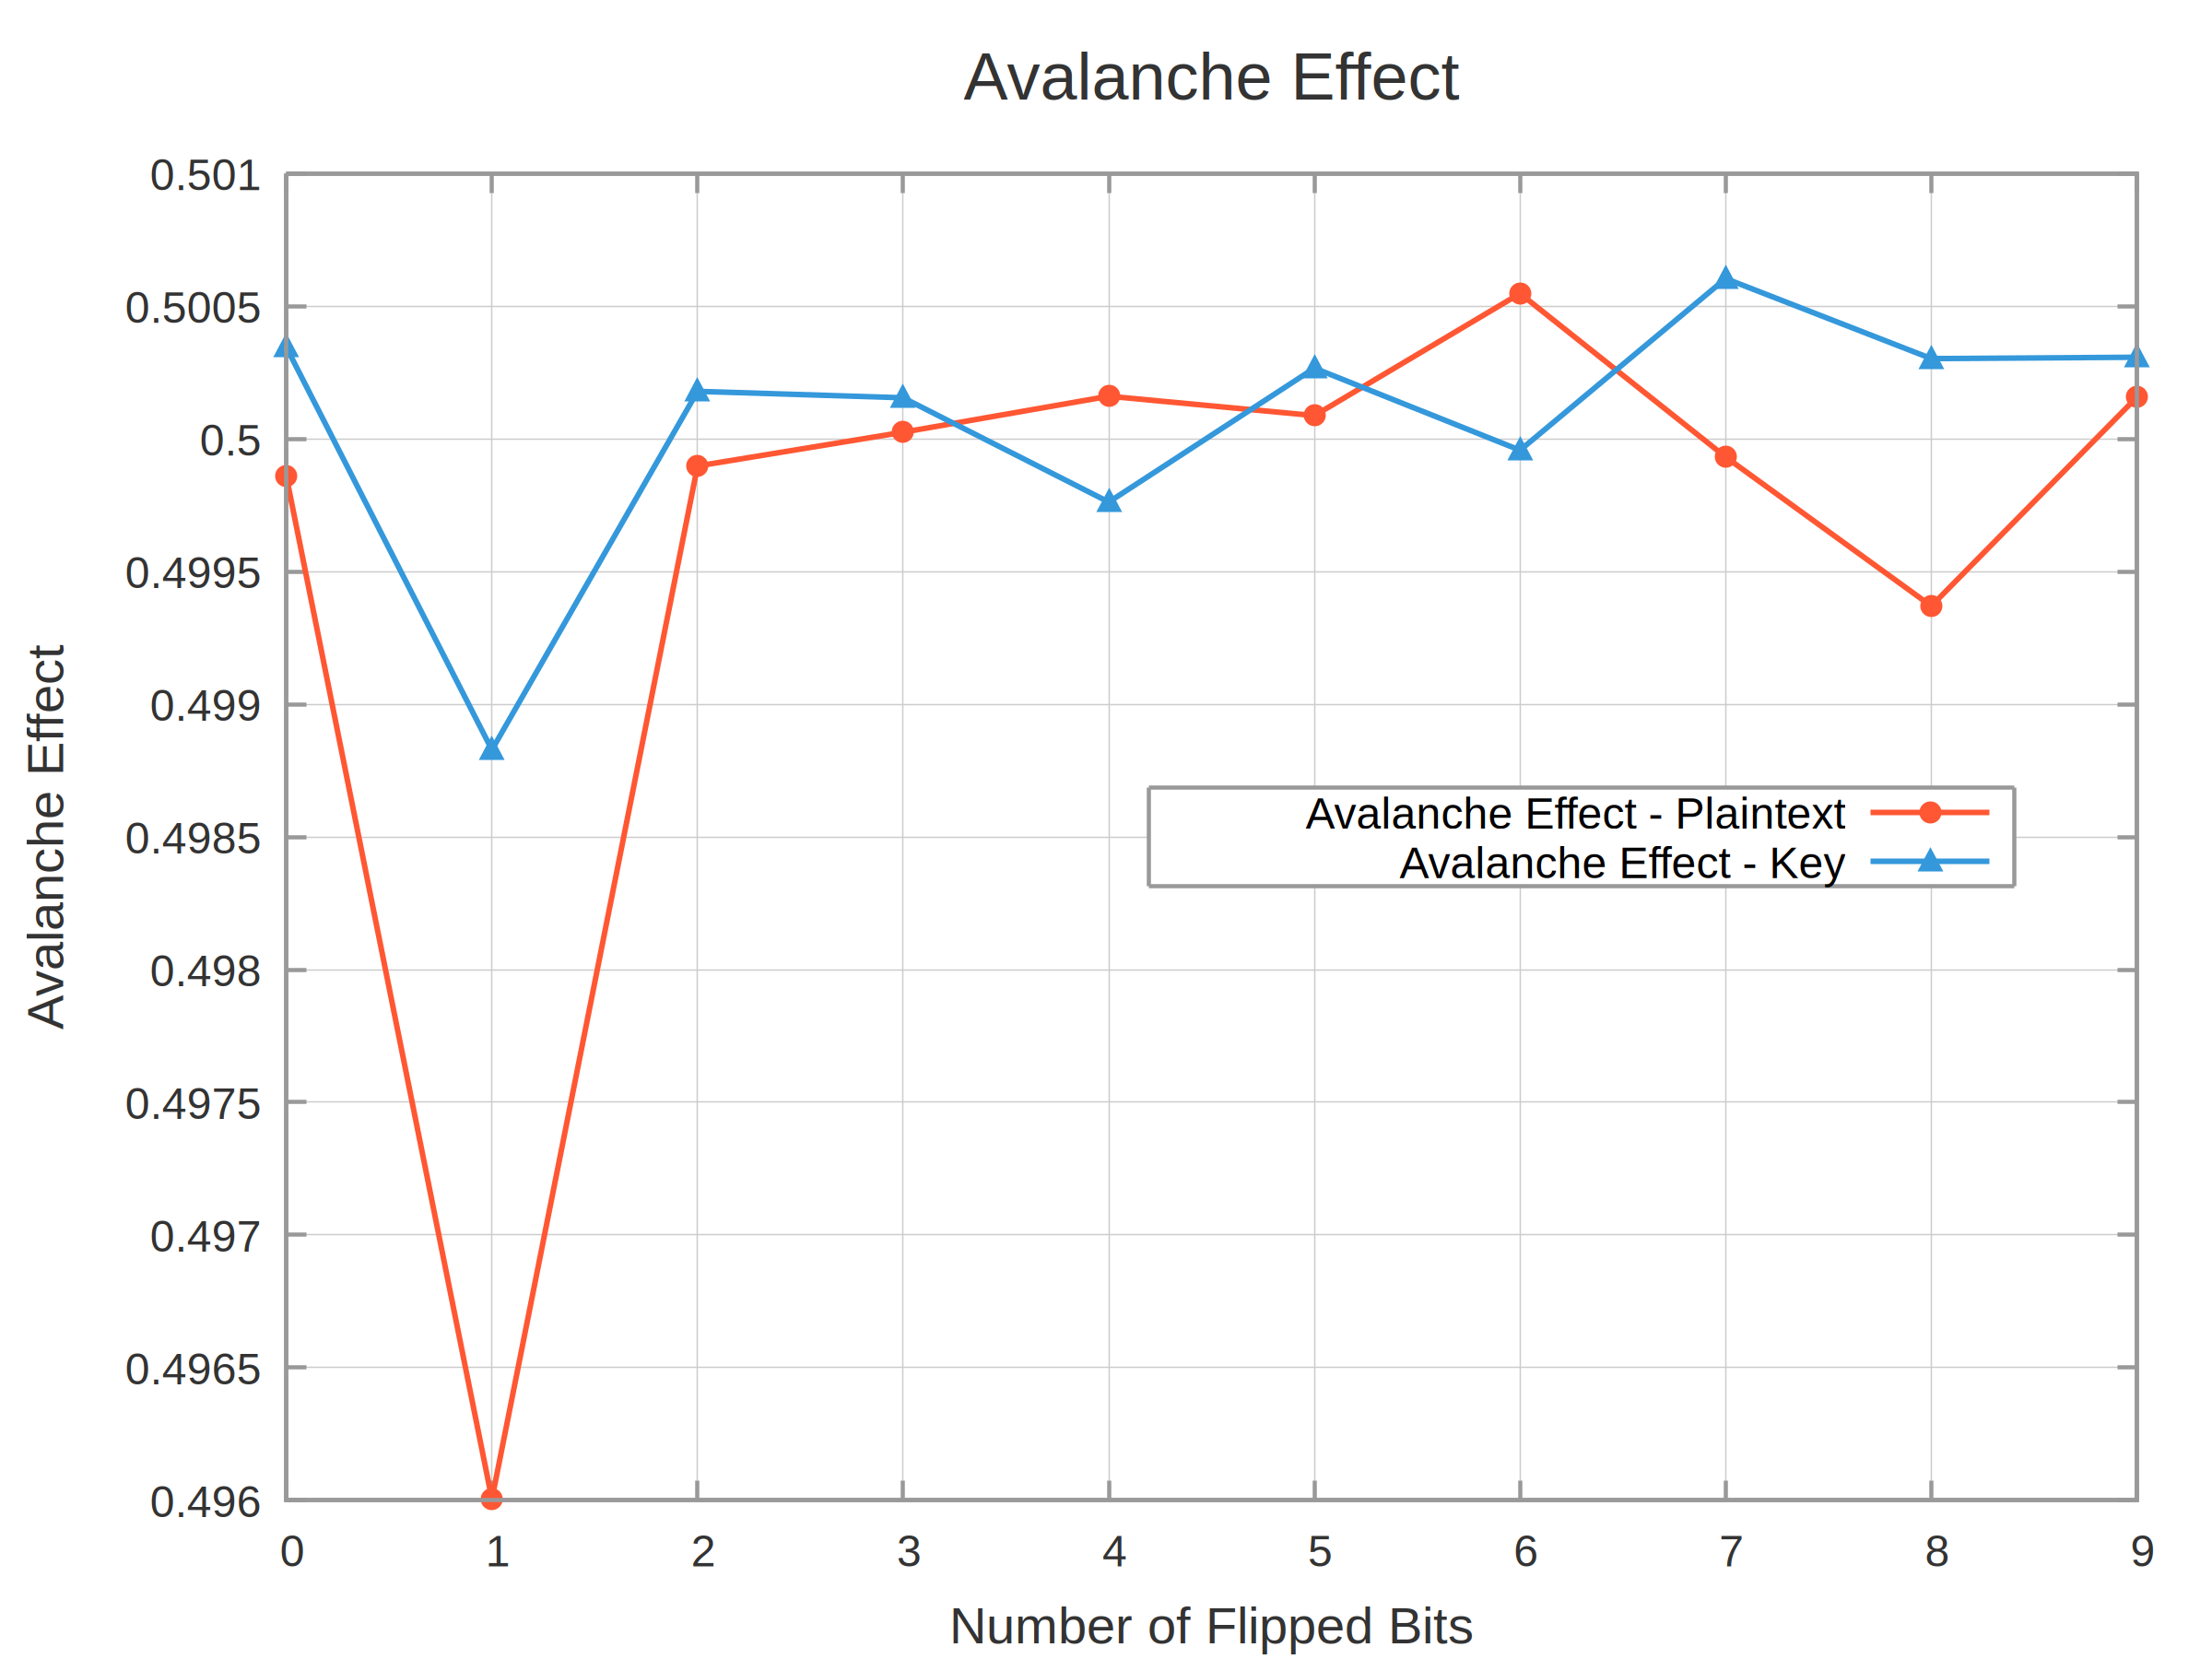 Avalanche Effect
0.501
0.5005
0.5
0.4995
0.499
0.4985
0.498
0.4975
0.497
0.4965
0.496
Avalanche Effect
Avalanche Effect - Plaintext
Avalanche Effect - Key
0 1 2 3 4 5 6 7 8 9
Number of Flipped Bits